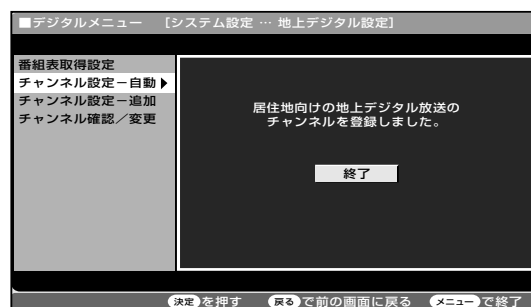 ■デジタルメニュー [システム設定 … 地上デジタル設定]
番組表取得設定
チャンネル設定－自動▶
チャンネル設定－追加
チャンネル確認／変更
居住地向けの地上デジタル放送の
チャンネルを登録しました。
終了
決定を押す 戻るで前の画面に戻る メニューで終了